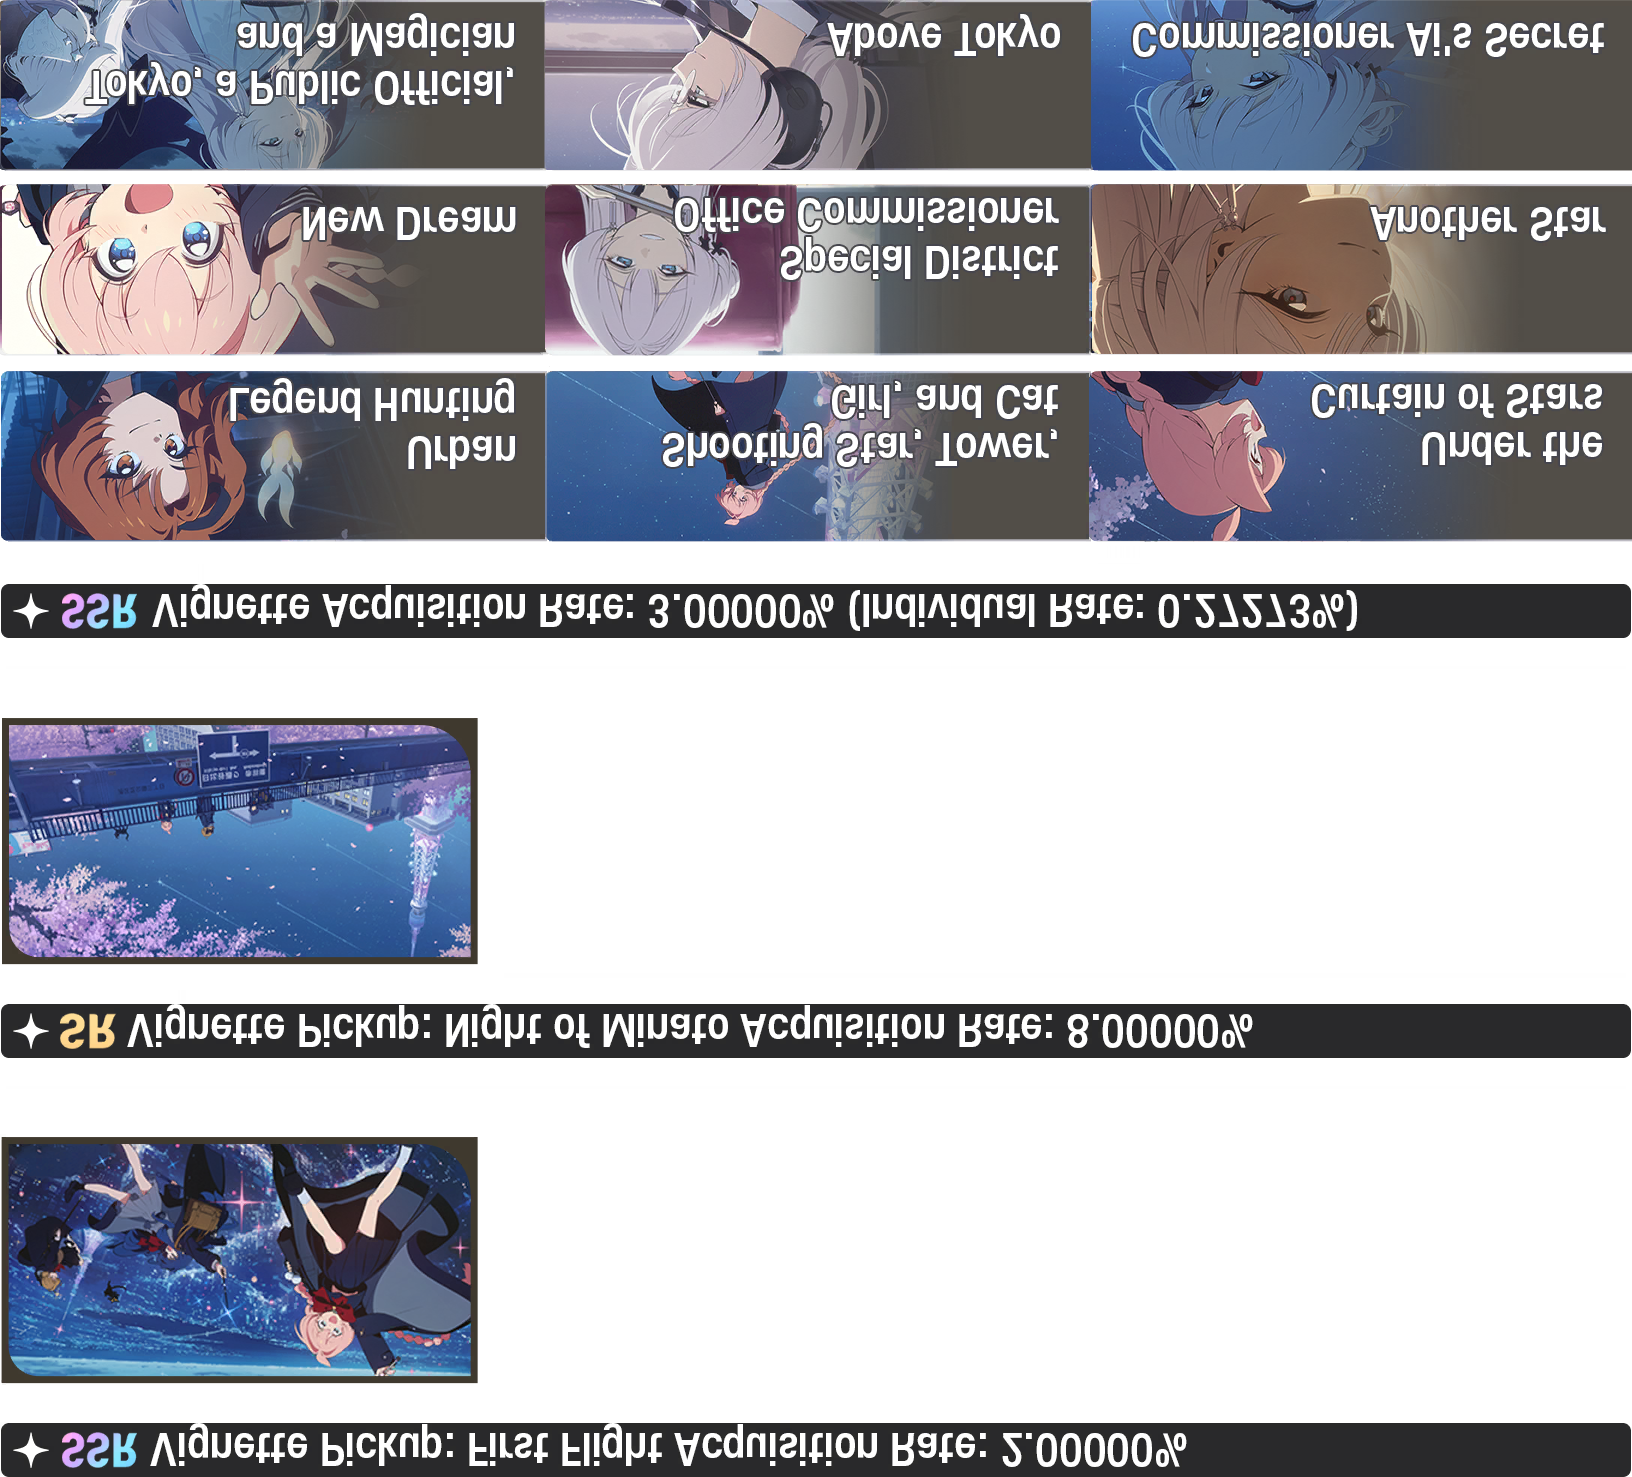 SSR Vignette Pickup: First Flight Acquisition Rate: 2.00000%
SR Vignette Pickup: Night of Minato Acquisition Rate: 8.00000%
SSR Vignette Acquisition Rate: 3.00000% (Individual Rate: 0.27273%)
Urban
Legend Hunting
Shooting Star, Tower,
Girl, and Cat
Under the
Curtain of Stars
New Dream
Special District
Office Commissioner
Another Star
Tokyo, a Public Official,
and a Magician
Above Tokyo
Commissioner Ai's Secret